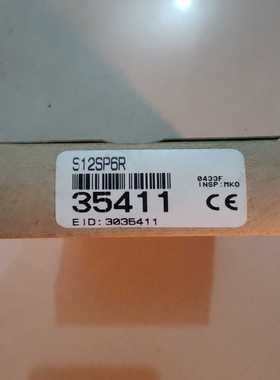 S12SP6R
35411
0433F
INSP:MKO
CE
EID:3035411